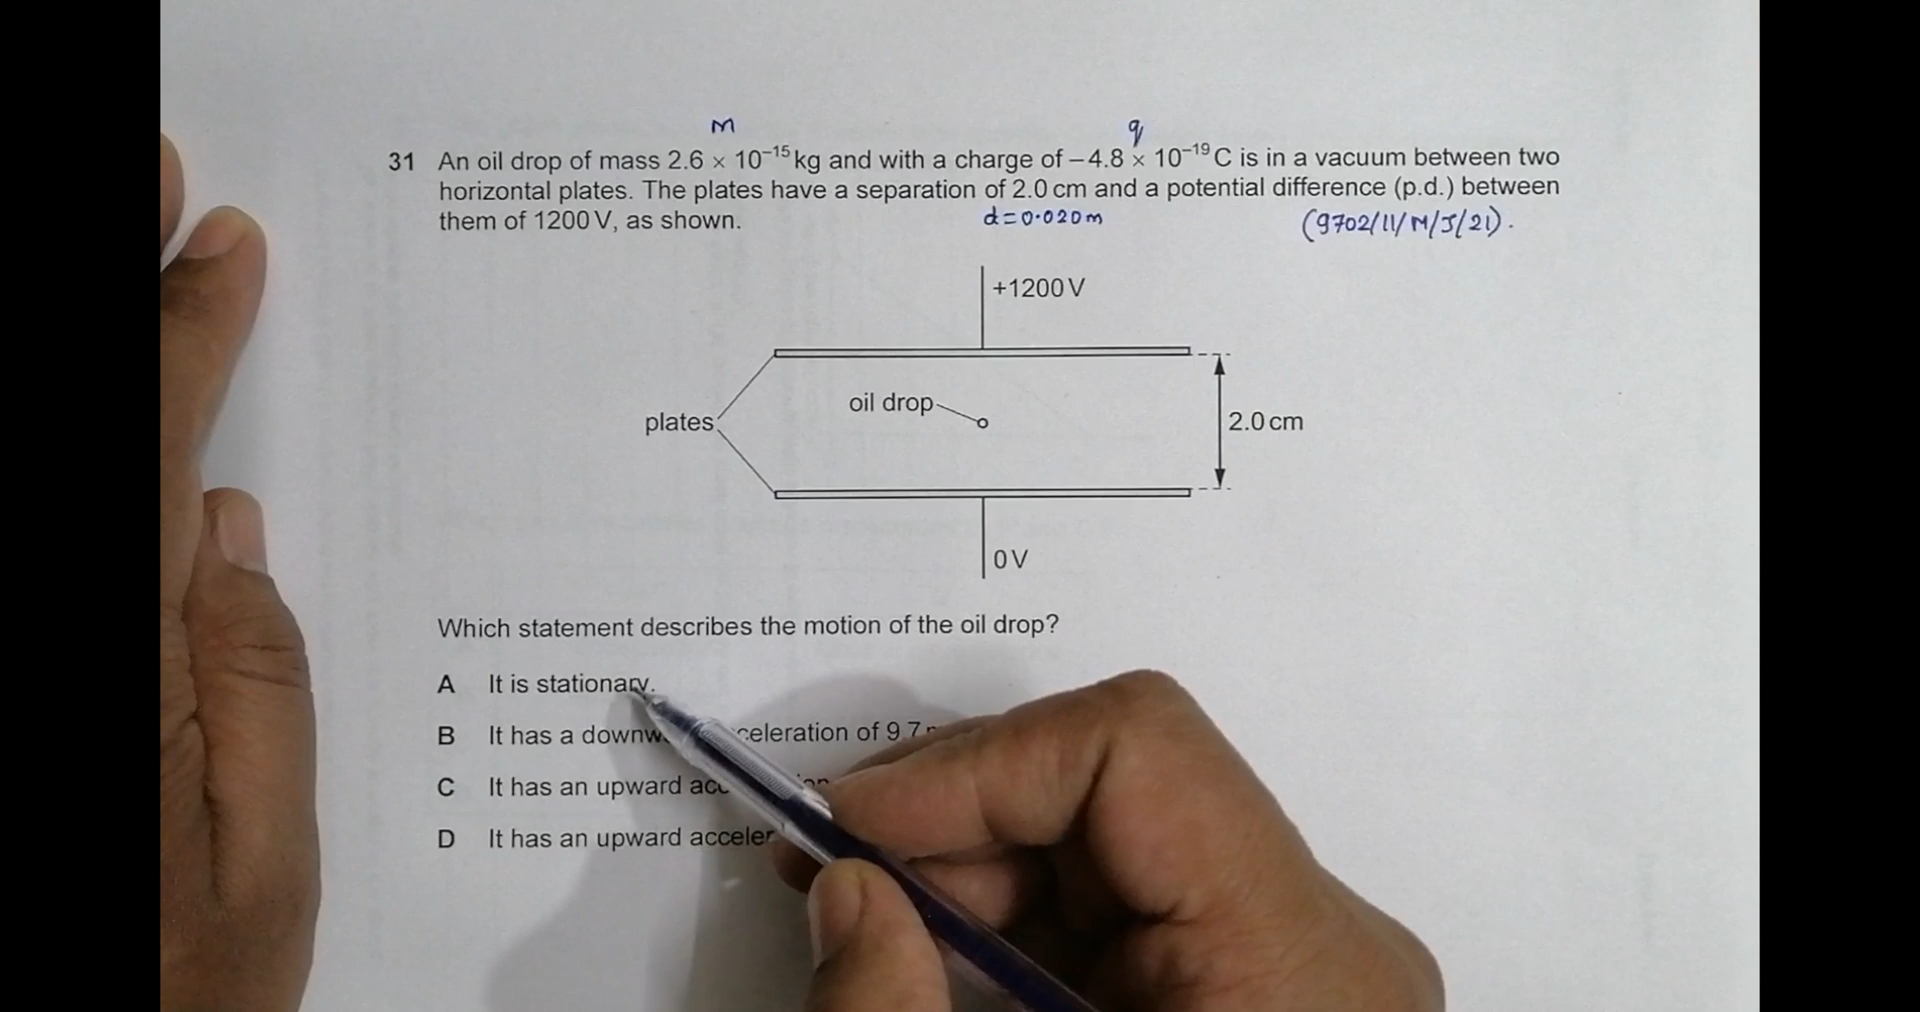 m
q
31 An oil drop of mass 2.6 × 10⁻¹⁵ kg and with a charge of −4.8 × 10⁻¹⁹ C is in a vacuum between two
horizontal plates. The plates have a separation of 2.0 cm and a potential difference (p.d.) between
them of 1200 V, as shown.
d=0.020m
(9702/11/M/J/21).
+1200 V
oil drop
plates
2.0 cm
0 V
Which statement describes the motion of the oil drop?
A It is stationary.
B It has a of 9.7
C It has an upward
D It has an upward